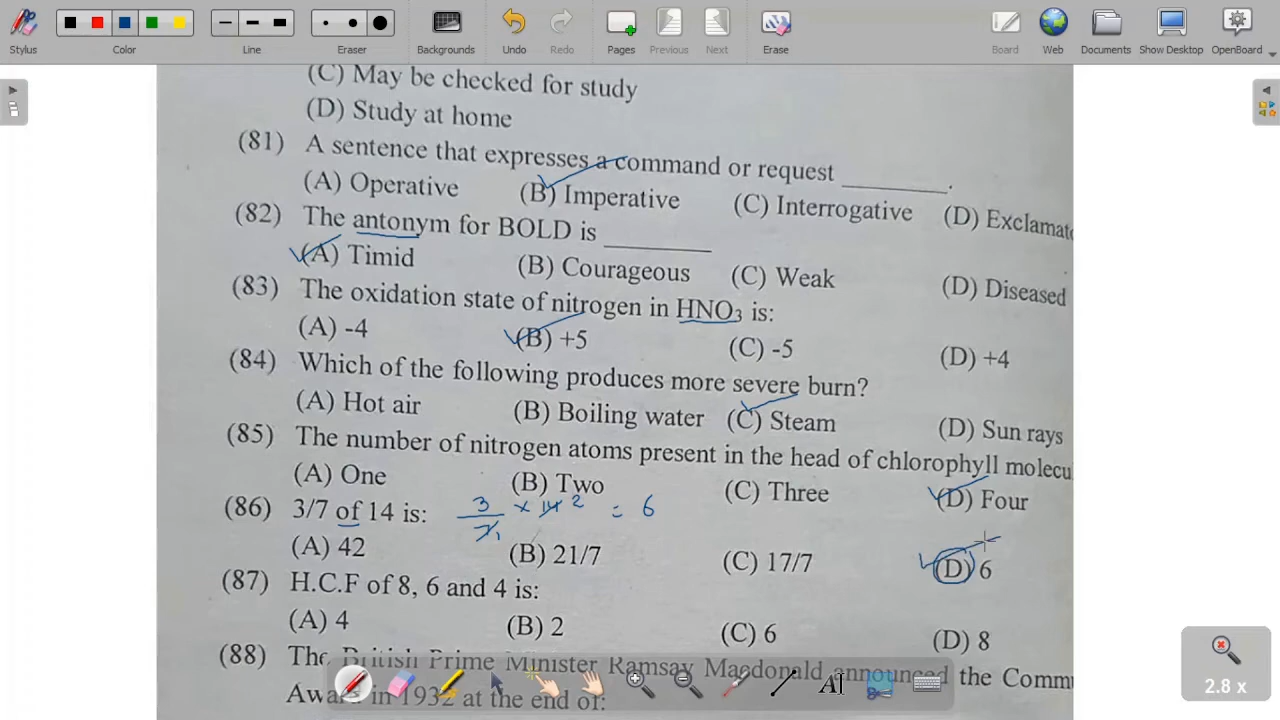 Stylus Color Line Eraser Backgrounds Undo Redo Pages Previous Next Erase Board Web Documents Show Desktop OpenBoard
(C) May be checked for study
(D) Study at home
(81) A sentence that expresses a command or request ________.
(A) Operative (B) Imperative (C) Interrogative (D) Exclamat
(82) The antonym for BOLD is ________
(A) Timid (B) Courageous (C) Weak (D) Diseased
(83) The oxidation state of nitrogen in HNO₃ is:
(A) -4 (B) +5 (C) -5 (D) +4
(84) Which of the following produces more severe burn?
(A) Hot air (B) Boiling water (C) Steam (D) Sun rays
(85) The number of nitrogen atoms present in the head of chlorophyll molecu
(A) One (B) Two (C) Three (D) Four
(86) 3/7 of 14 is: 3/7 1 × 14 2 = 6
(A) 42 (B) 21/7 (C) 17/7 (D) 6
(87) H.C.F of 8, 6 and 4 is:
(A) 4 (B) 2 (C) 6 (D) 8
(88) The British Prime Minister Ramsay Macdonald announced the Comm
Award in 1932 at the end of:
2.8 x